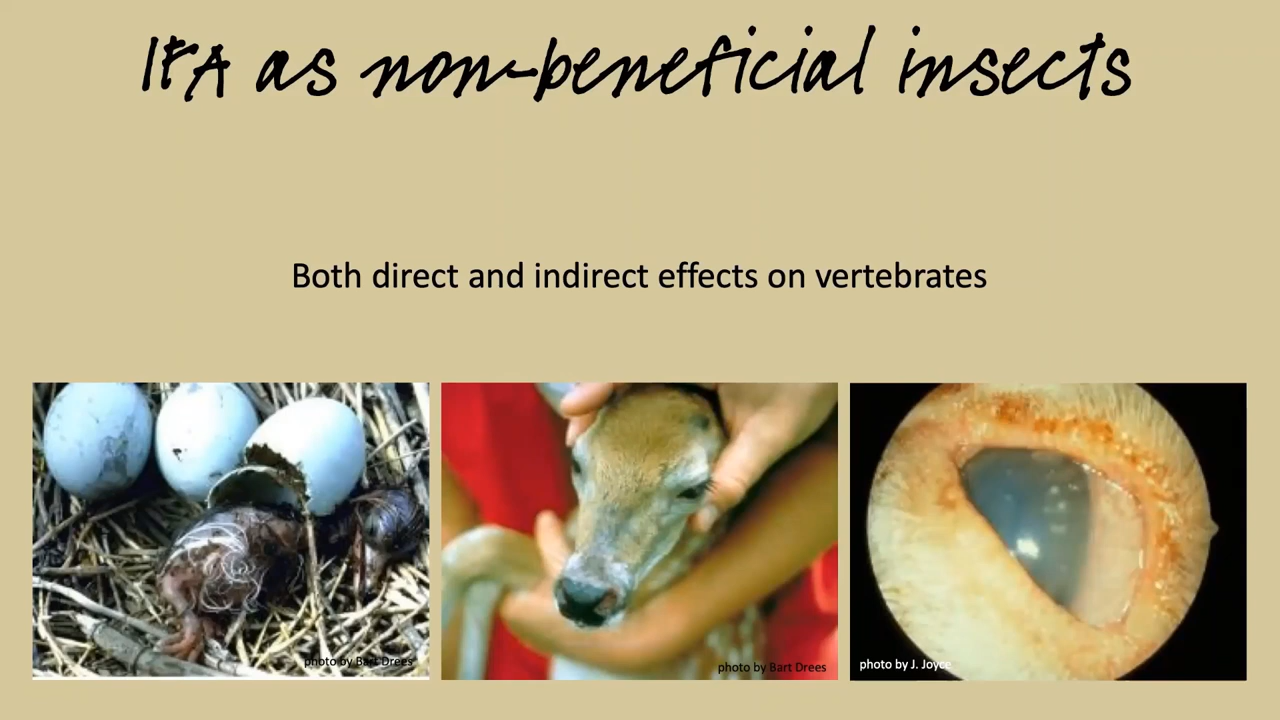 IFA as non-beneficial insects
Both direct and indirect effects on vertebrates
photo by Bart Drees
photo by Bart Drees
photo by J. Joyce